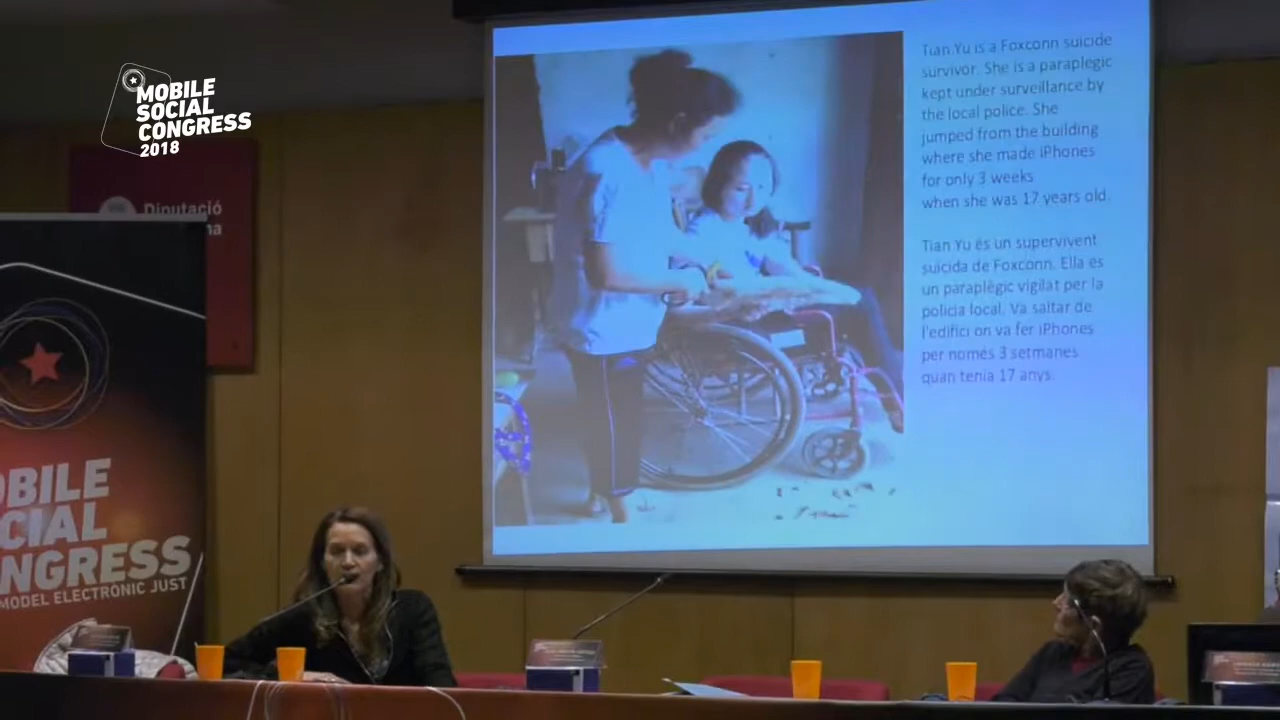 MOBILE
SOCIAL
CONGRESS
2018
Diputació
na
OBILE
CIAL
NGRESS
MODEL ELECTRÒNIC JUST
Tian Yu is a Foxconn suicide
survivor. She is a paraplegic
kept under surveillance by
the local police. She
jumped from the building
where she made iPhones
for only 3 weeks
when she was 17 years old.
Tian Yu és un supervivent
suïcida de Foxconn. Ella es
un paraplègic vigilat per la
policia local. Va saltar de
l'edifici on va fer iPhones
per només 3 setmanes
quan tenia 17 anys.